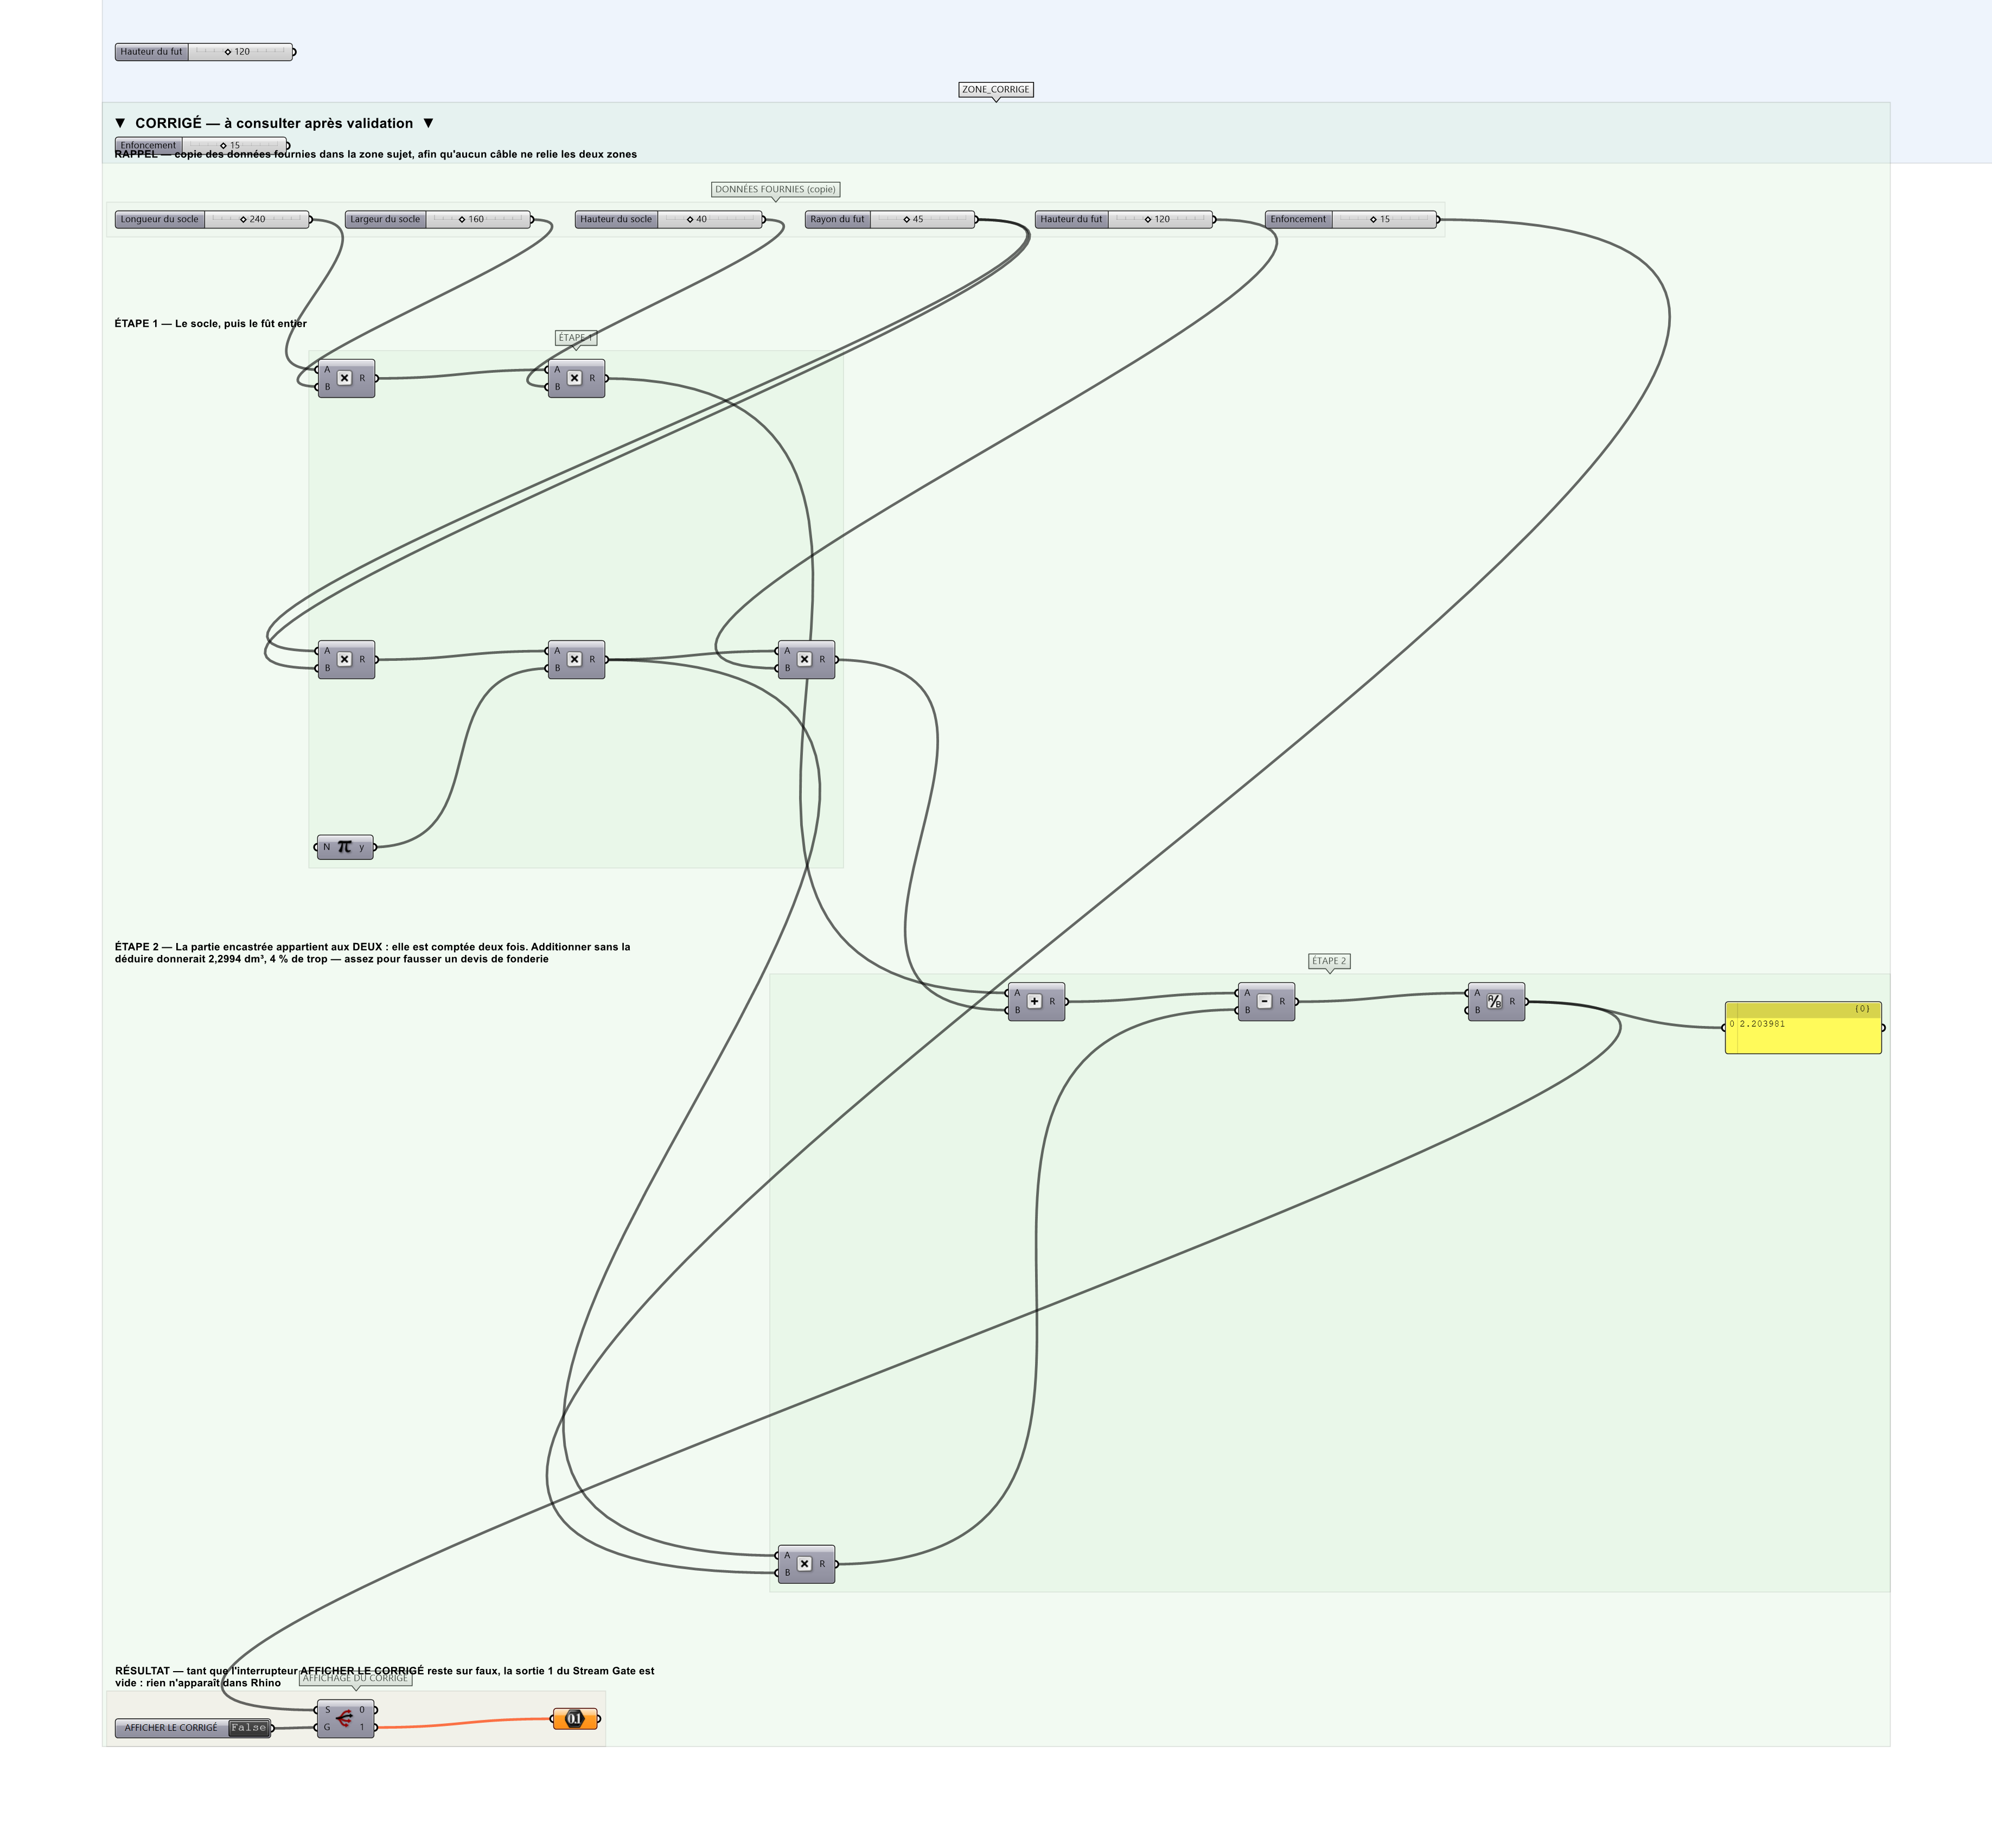 Hauteur du fut 120
ZONE_CORRIGE
▼ CORRIGÉ — à consulter après validation ▼
Enfoncement 15
RAPPEL — copie des données fournies dans la zone sujet, afin qu'aucun câble ne relie les deux zones
DONNÉES FOURNIES (copie)
Longueur du socle 240
Largeur du socle 160
Hauteur du socle 40
Rayon du fut 45
Hauteur du fut 120
Enfoncement 15
ÉTAPE 1 — Le socle, puis le fût entier
ÉTAPE 1
A B R
A B R
A B R
A B R
A B R
N π y
ÉTAPE 2 — La partie encastrée appartient aux DEUX : elle est comptée deux fois. Additionner sans la
déduire donnerait 2,2994 dm³, 4 % de trop — assez pour fausser un devis de fonderie
ÉTAPE 2
A B + R
A B - R
A B A/B R
{0}
0 2.203981
A B R
RÉSULTAT — tant que l'interrupteur AFFICHER LE CORRIGÉ reste sur faux, la sortie 1 du Stream Gate est
vide : rien n'apparaît dans Rhino
AFFICHAGE DU CORRIGE
S 0
G 1
AFFICHER LE CORRIGÉ False
0.1